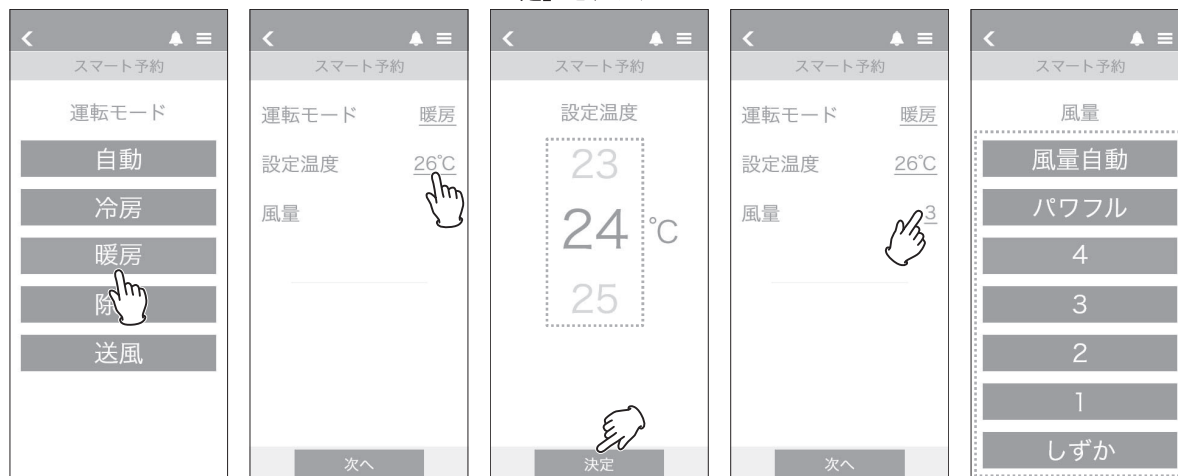 スマート予約
運転モード
自動
冷房
暖房
除
送風
スマート予約
運転モード 暖房
設定温度 26℃
風量
次へ
スマート予約
設定温度
23
24 ℃
25
決定
スマート予約
運転モード 暖房
設定温度 26℃
風量 3
次へ
スマート予約
風量
風量自動
パワフル
4
3
2
1
しずか